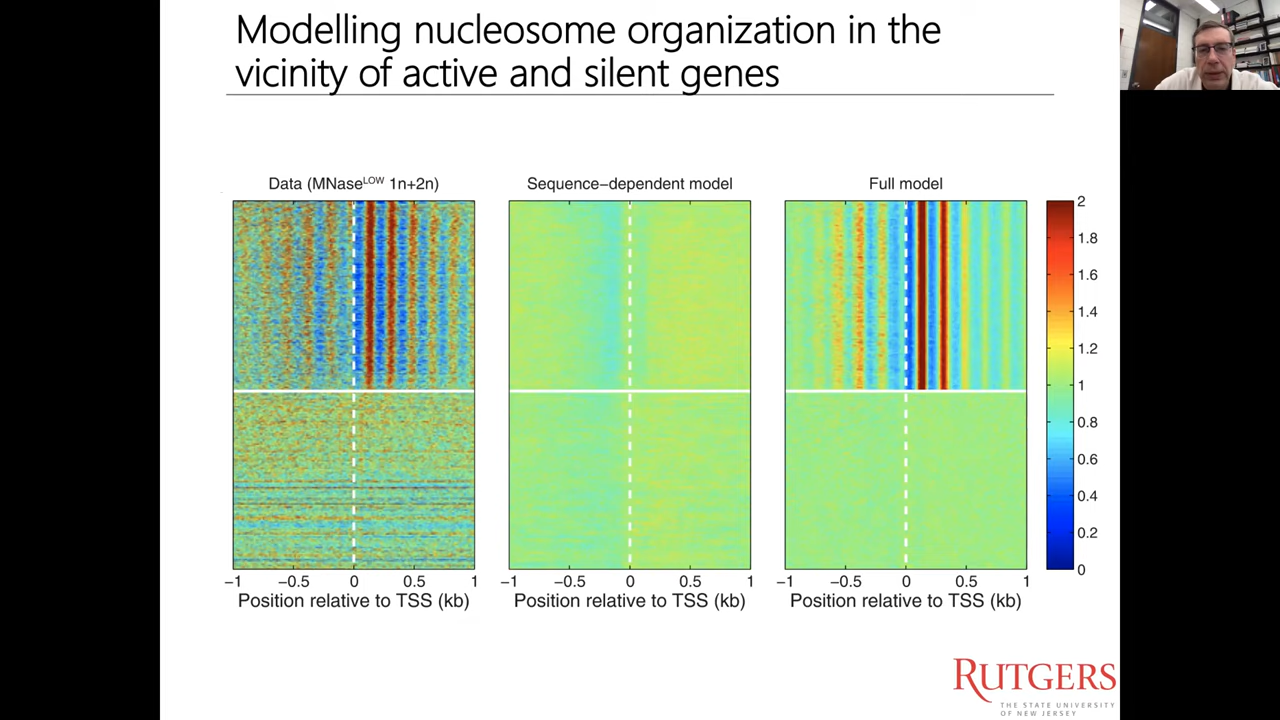 Modelling nucleosome organization in the
vicinity of active and silent genes
Data (MNaseLOW 1n+2n)
Sequence−dependent model
Full model
2
1.8
1.6
1.4
1.2
1
0.8
0.6
0.4
0.2
0
−1 −0.5 0 0.5 1
−1 −0.5 0 0.5 1
−1 −0.5 0 0.5 1
Position relative to TSS (kb)
Position relative to TSS (kb)
Position relative to TSS (kb)
RUTGERS
THE STATE UNIVERSITY
OF NEW JERSEY